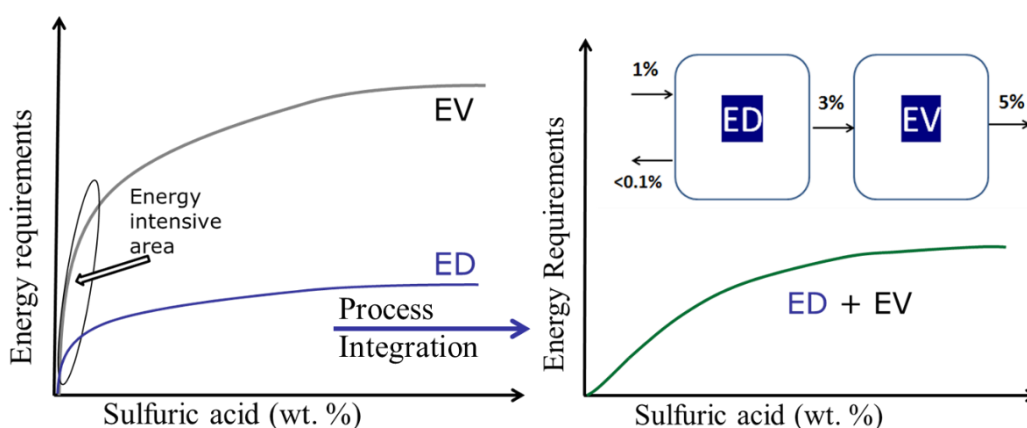 Energy requirements
EV
Energy
intensive
area
ED
Process
Integration
Sulfuric acid (wt. %)
Energy Requirements
1%
ED
3%
EV
5%
<0.1%
ED + EV
Sulfuric acid (wt. %)